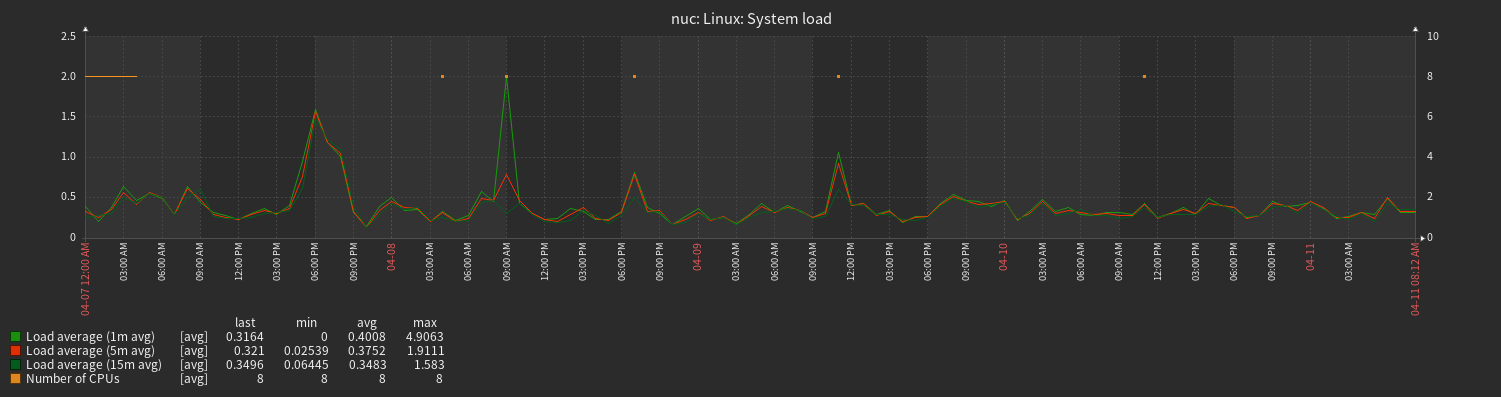 nuc: Linux: System load
2.5 10
2.0 8
1.5 6
1.0 4
0.5 2
0 0
04-07 12:00 AM 03:00 AM 06:00 AM 09:00 AM 12:00 PM 03:00 PM 06:00 PM 09:00 PM 04-08 03:00 AM 06:00 AM 09:00 AM 12:00 PM 03:00 PM 06:00 PM 09:00 PM 04-09 03:00 AM 06:00 AM 09:00 AM 12:00 PM 03:00 PM 06:00 PM 09:00 PM 04-10 03:00 AM 06:00 AM 09:00 AM 12:00 PM 03:00 PM 06:00 PM 09:00 PM 04-11 03:00 AM 04-11 08:12 AM
last min avg max
Load average (1m avg) [avg] 0.3164 0 0.4008 4.9063
Load average (5m avg) [avg] 0.321 0.02539 0.3752 1.9111
Load average (15m avg) [avg] 0.3496 0.06445 0.3483 1.583
Number of CPUs [avg] 8 8 8 8